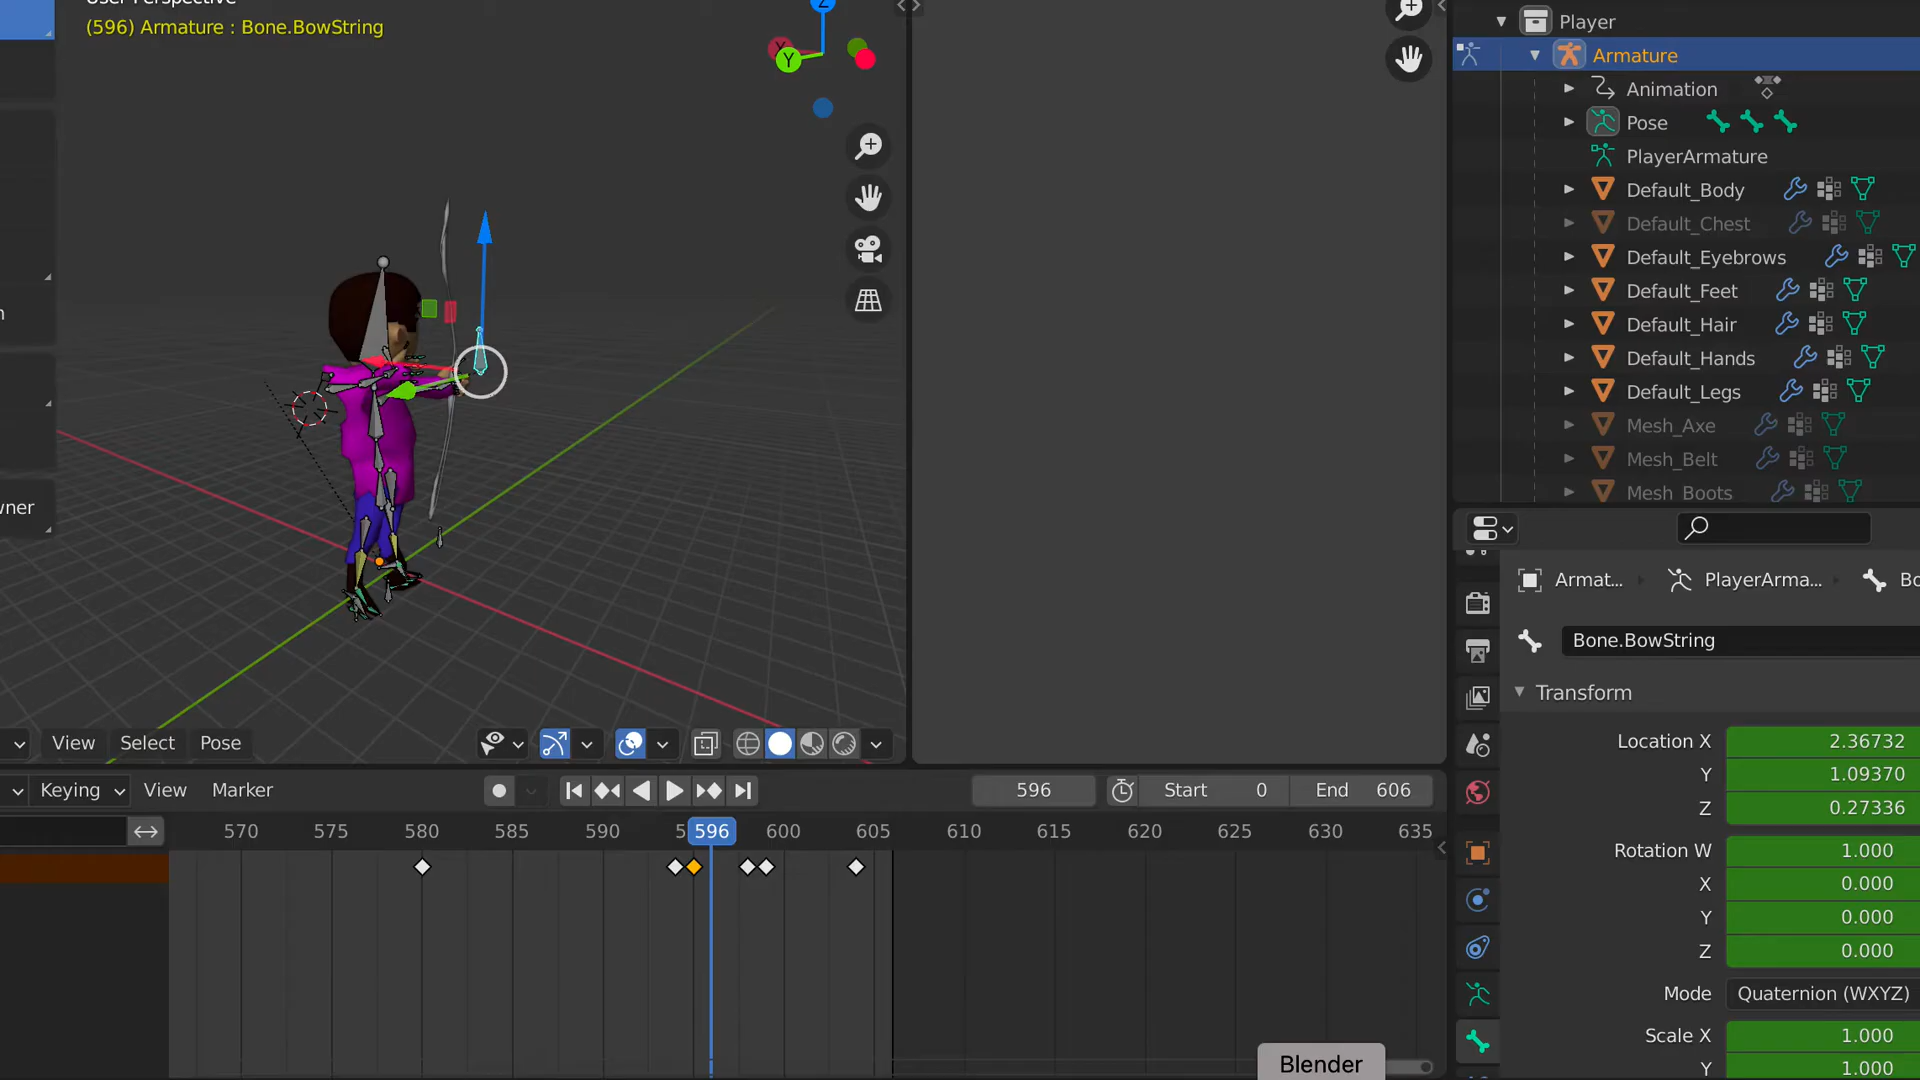 User Perspective
(596) Armature : Bone.BowString
Z
Y
Y
Player
Armature
Animation
Pose
PlayerArmature
Default_Body
Default_Chest
Default_Eyebrows
Default_Feet
Default_Hair
Default_Hands
Default_Legs
Mesh_Axe
Mesh_Belt
Mesh_Boots
wner
Armat...
PlayerArma...
Bo
Bone.BowString
Transform
Location X 2.36732
Y 1.09370
Z 0.27336
Rotation W 1.000
X 0.000
Y 0.000
Z 0.000
Mode Quaternion (WXYZ)
Scale X 1.000
Y 1.000
View Select Pose
Keying View Marker
596 Start 0 End 606
570 575 580 585 590 596 600 605 610 615 620 625 630 635
Blender